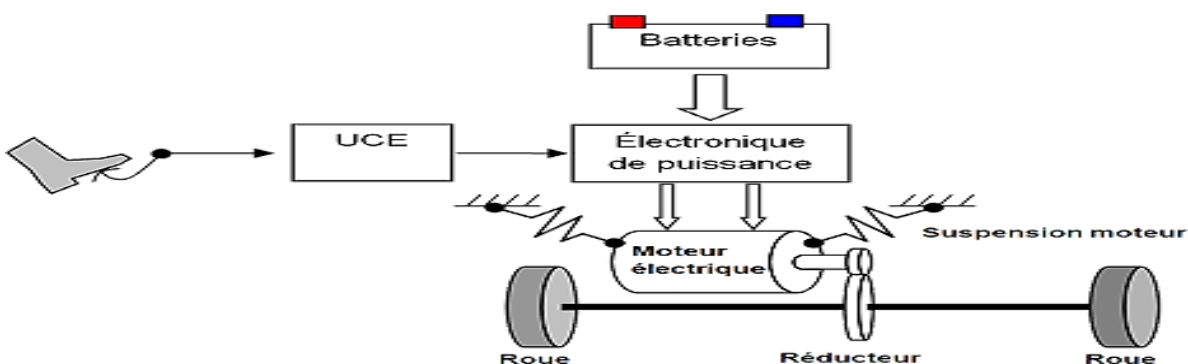 Batteries
UCE
Électronique
de puissance
Suspension moteur
Moteur
électrique
Roue
Réducteur
Roue